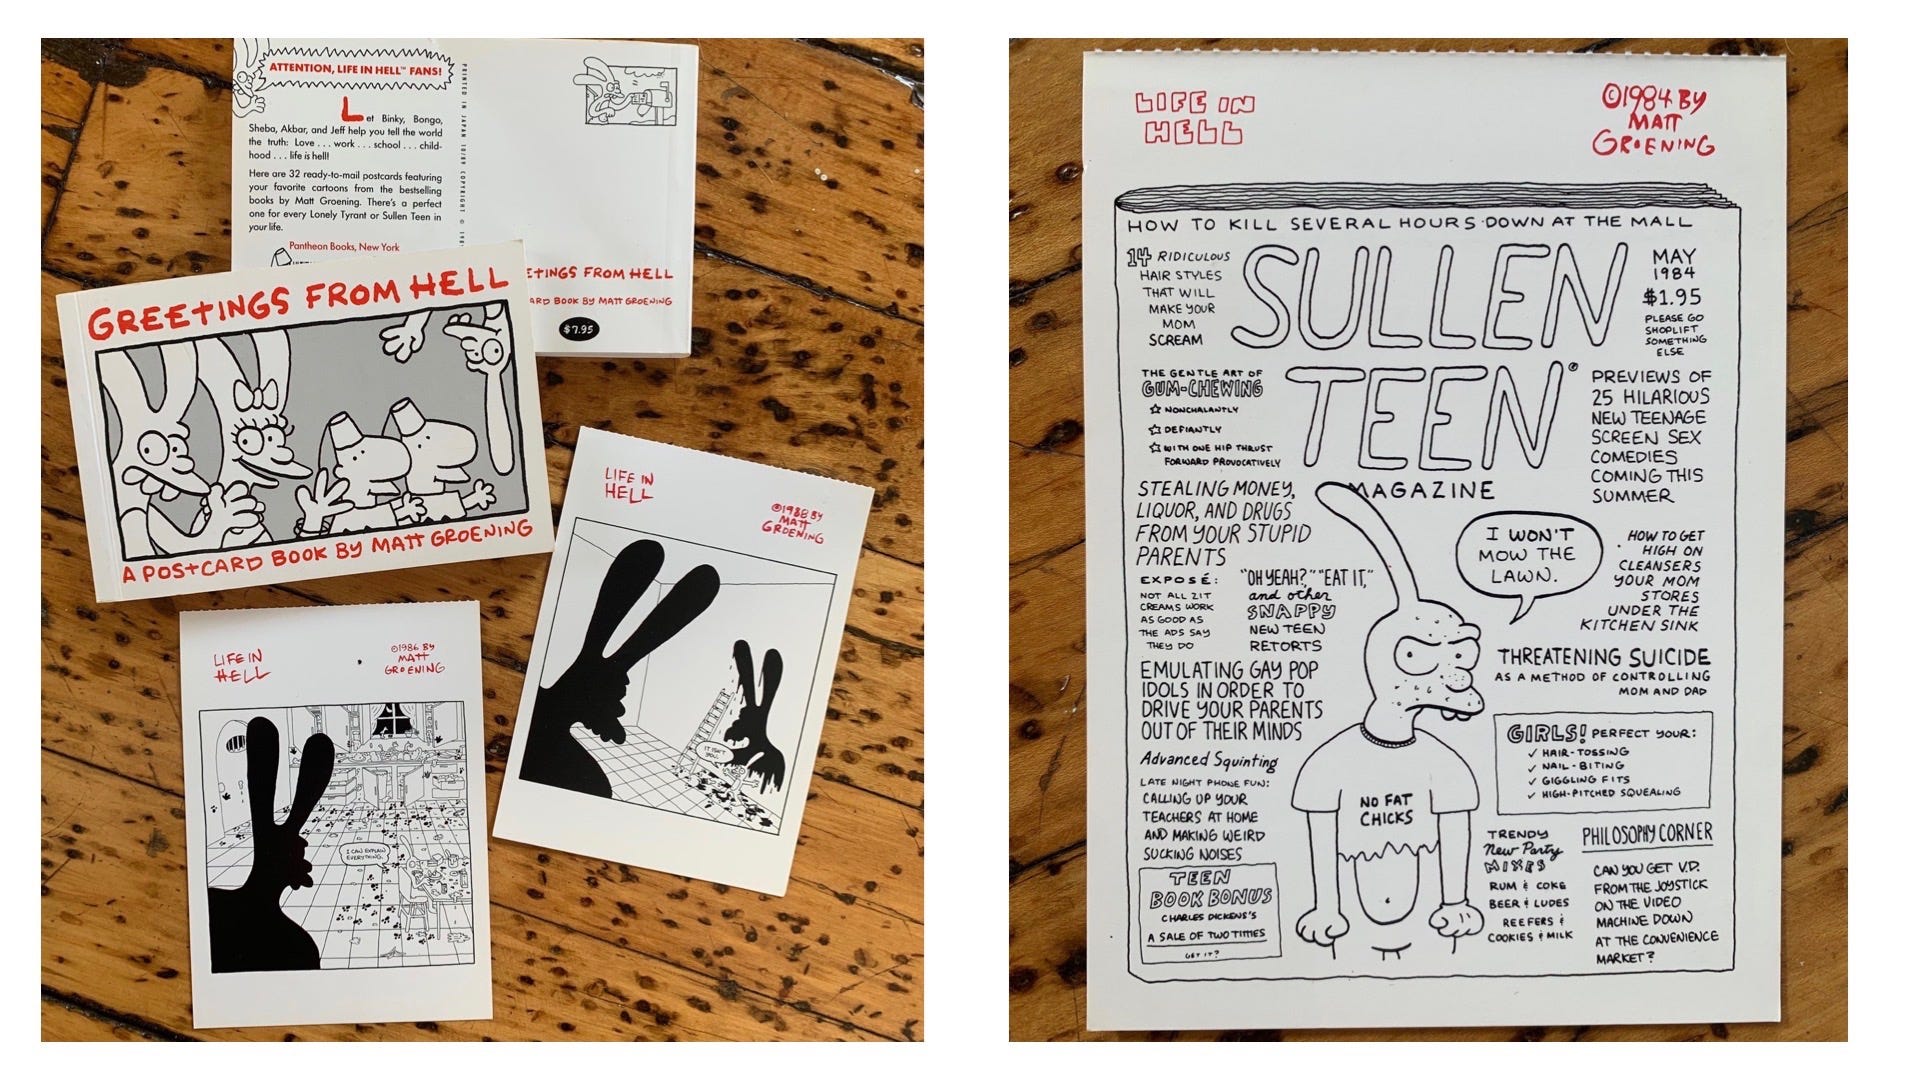 ATTENTION, LIFE IN HELL™ FANS!
Let Binky, Bongo,
Sheba, Akbar, and Jeff help you tell the world
the truth: Love . . . work . . . school . . . child-
hood . . . life is hell!
Here are 32 ready-to-mail postcards featuring
your favorite cartoons from the bestselling
books by Matt Groening. There's a perfect
one for every Lonely Tyrant or Sullen Teen in
your life.
Pantheon Books, New York
PRINTED IN JAPAN 10/89 COPYRIGHT ©
GREETINGS FROM HELL
CARD BOOK BY MATT GROENING
$7.95
GREETINGS FROM HELL
A POSTCARD BOOK BY MATT GROENING
LIFE IN
HELL
©1988 BY
MATT
GROENING
IT ISN'T
LIFE IN
HELL
©1986 BY
MATT
GROENING
I CAN EXPLAIN
EVERYTHING.
LIFE IN
HELL
©1984 BY
MATT
GROENING
HOW TO KILL SEVERAL HOURS DOWN AT THE MALL
14 RIDICULOUS
HAIR STYLES
THAT WILL
MAKE YOUR
MOM
SCREAM
SULLEN
TEEN®
MAGAZINE
MAY
1984
$1.95
PLEASE GO
SHOPLIFT
SOMETHING
ELSE
THE GENTLE ART OF
GUM-CHEWING
☆ NONCHALANTLY
☆ DEFIANTLY
☆ WITH ONE HIP THRUST
FORWARD PROVOCATIVELY
PREVIEWS OF
25 HILARIOUS
NEW TEENAGE
SCREEN SEX
COMEDIES
COMING THIS
SUMMER
STEALING MONEY,
LIQUOR, AND DRUGS
FROM YOUR STUPID
PARENTS
I WON'T
MOW THE
LAWN.
HOW TO GET
HIGH ON
CLEANSERS
YOUR MOM
STORES
UNDER THE
KITCHEN SINK
EXPOSÉ:
NOT ALL ZIT
CREAMS WORK
AS GOOD AS
THE ADS SAY
THEY DO
"OH YEAH?," "EAT IT,"
and other
SNAPPY
NEW TEEN
RETORTS
THREATENING SUICIDE
AS A METHOD OF CONTROLLING
MOM AND DAD
EMULATING GAY POP
IDOLS IN ORDER TO
DRIVE YOUR PARENTS
OUT OF THEIR MINDS
GIRLS! PERFECT YOUR:
✓ HAIR-TOSSING
✓ NAIL-BITING
✓ GIGGLING FITS
✓ HIGH-PITCHED SQUEALING
Advanced Squinting
LATE NIGHT PHONE FUN:
CALLING UP YOUR
TEACHERS AT HOME
AND MAKING WEIRD
SUCKING NOISES
NO FAT
CHICKS
TEEN
BOOK BONUS
CHARLES DICKENS'S
A SALE OF TWO TITTIES
GET IT?
TRENDY
New Party
MIXES
RUM & COKE
BEER & LUDES
REEFERS &
COOKIES & MILK
PHILOSOPHY CORNER
CAN YOU GET V.D.
FROM THE JOYSTICK
ON THE VIDEO
MACHINE DOWN
AT THE CONVENIENCE
MARKET?